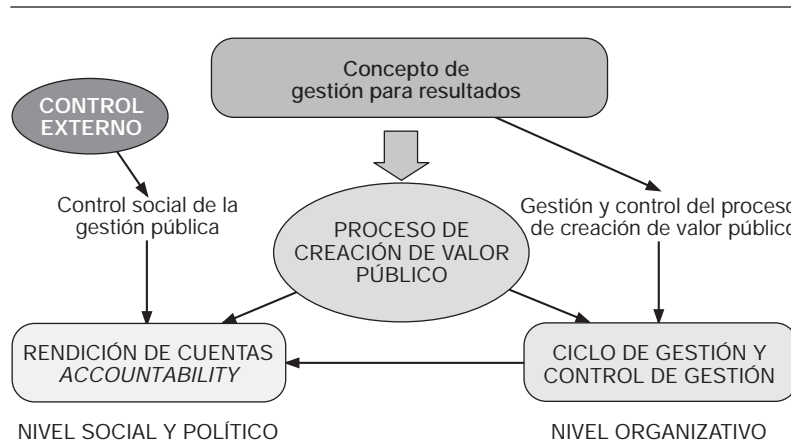 Concepto de
gestión para resultados
CONTROL
EXTERNO
Control social de la
gestión pública
PROCESO DE
CREACIÓN DE VALOR
PÚBLICO
Gestión y control del proceso
de creación de valor público
RENDICIÓN DE CUENTAS
ACCOUNTABILITY
CICLO DE GESTIÓN Y
CONTROL DE GESTIÓN
NIVEL SOCIAL Y POLÍTICO
NIVEL ORGANIZATIVO